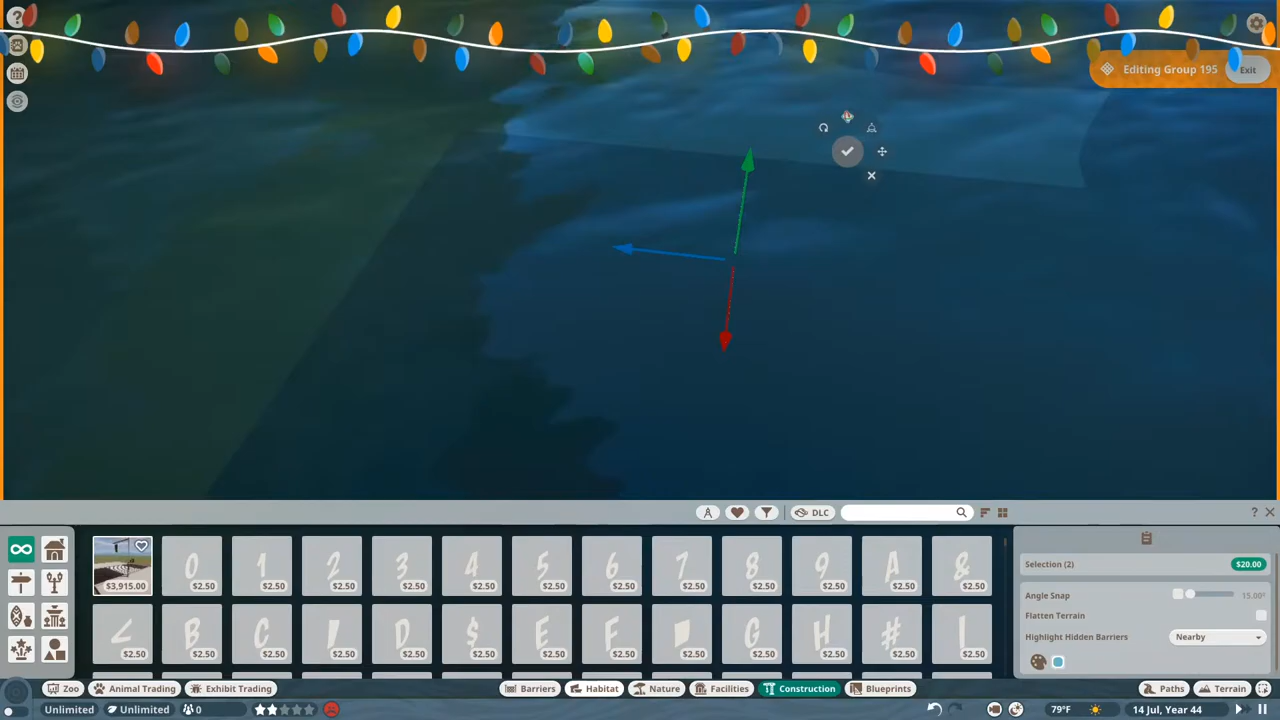 ?
Editing Group 195
Exit
DLC
?
$3,915.00
0
$2.50
1
$2.50
2
$2.50
3
$2.50
4
$2.50
5
$2.50
6
$2.50
7
$2.50
8
$2.50
9
$2.50
A
$2.50
&
$2.50
<
$2.50
B
$2.50
C
$2.50
$2.50
D
$2.50
$
$2.50
E
$2.50
F
$2.50
$2.50
G
$2.50
H
$2.50
#
$2.50
$2.50
Selection (2)
$20.00
Angle Snap
15.00°
Flatten Terrain
Highlight Hidden Barriers
Nearby
Zoo
Animal Trading
Exhibit Trading
Barriers
Habitat
Nature
Facilities
Construction
Blueprints
Paths
Terrain
Unlimited
Unlimited
0
79°F
14 Jul, Year 44